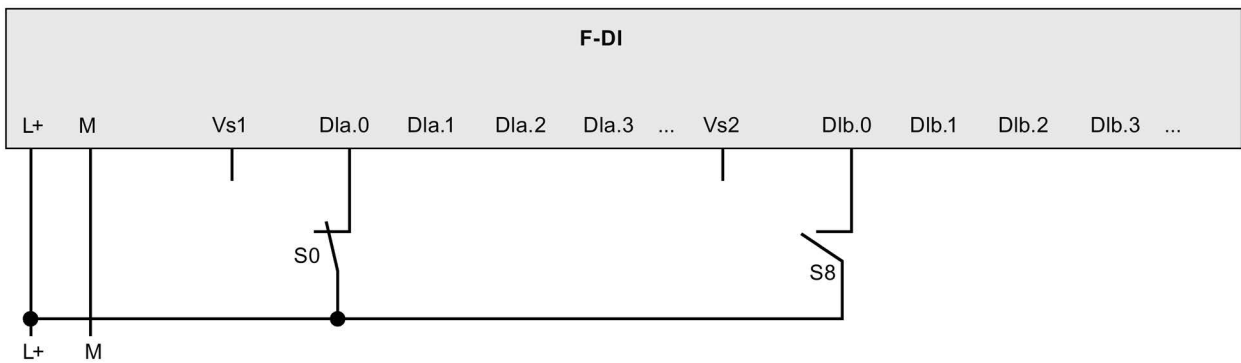 F-DI
L+ M Vs1 DIa.0 DIa.1 DIa.2 DIa.3 ... Vs2 DIb.0 DIb.1 DIb.2 DIb.3 ...
S0
S8
L+ M